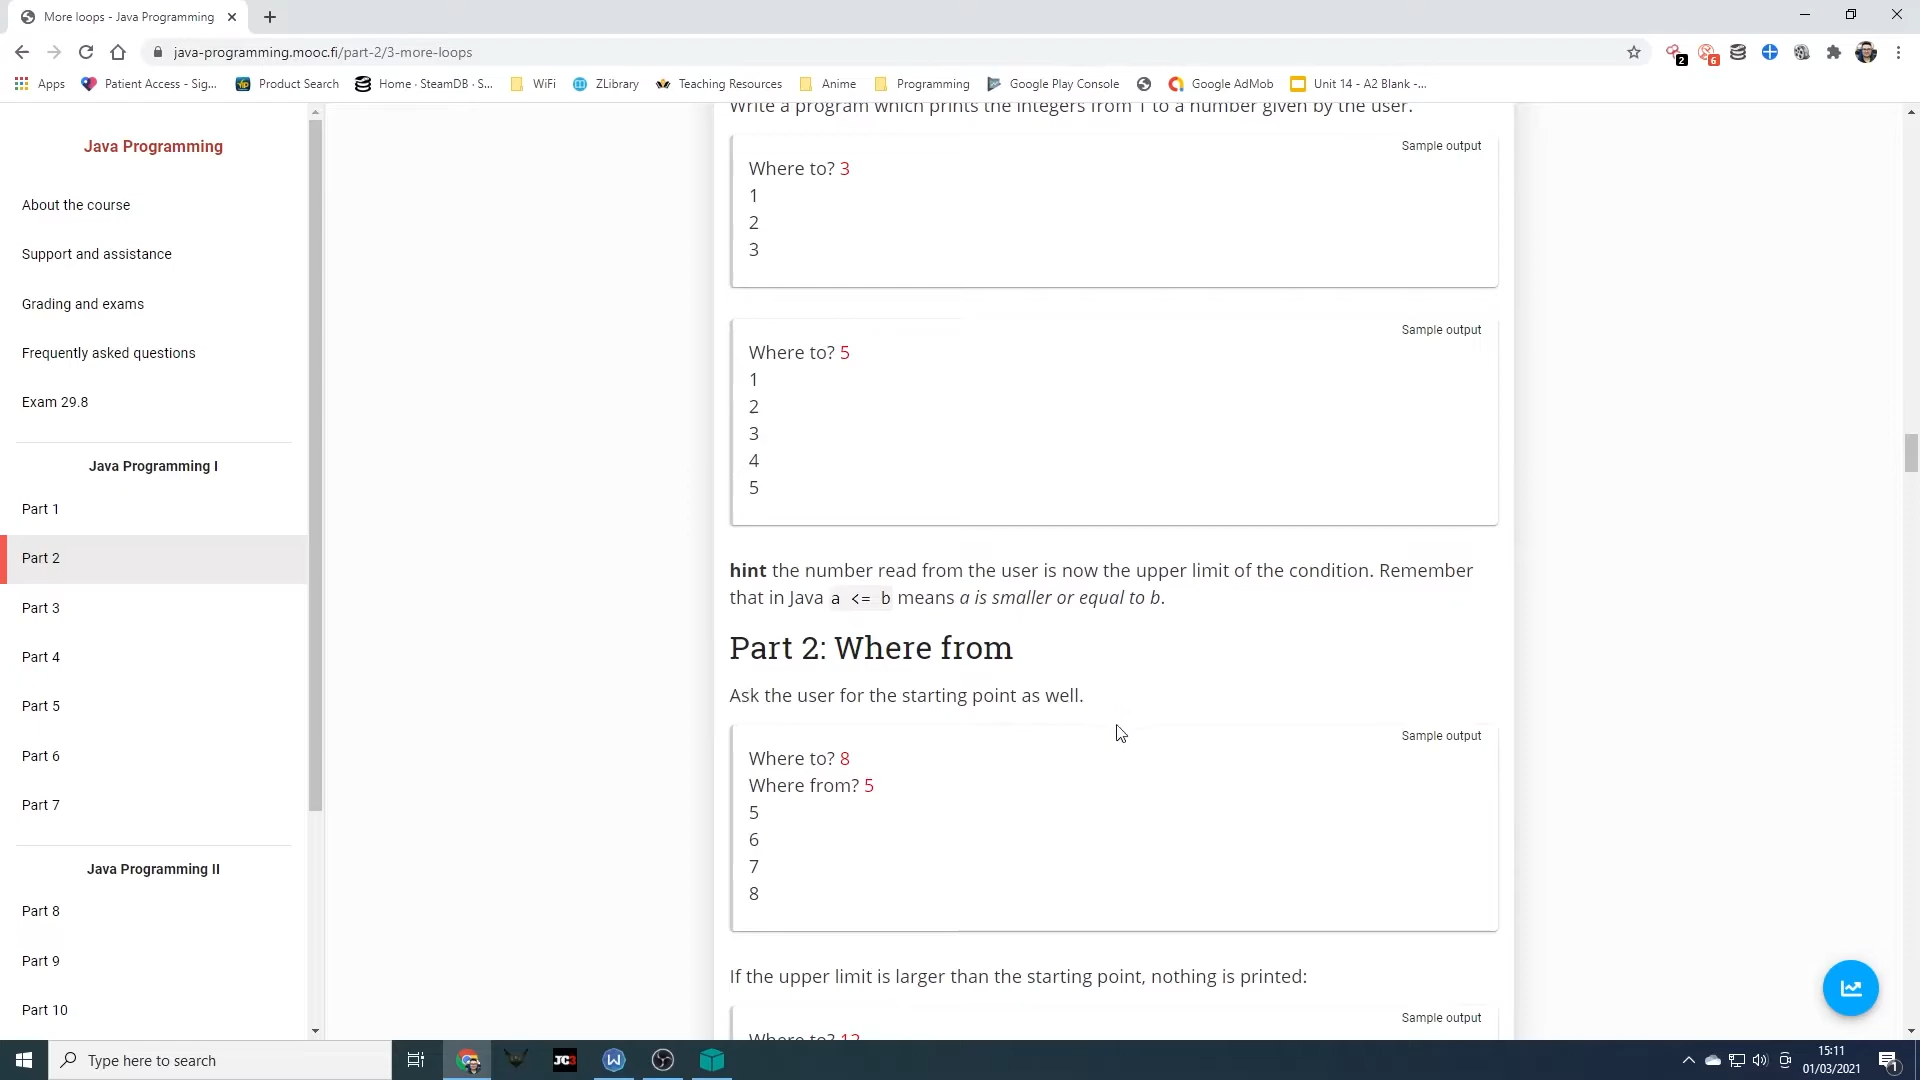 More loops - Java Programming
java-programming.mooc.fi/part-2/3-more-loops
2
6
Apps
Patient Access - Sig...
Product Search
Home · SteamDB · S...
WiFi
ZLibrary
Teaching Resources
Anime
Programming
Google Play Console
Google AdMob
Unit 14 - A2 Blank -...
Java Programming
About the course
Support and assistance
Grading and exams
Frequently asked questions
Exam 29.8
Java Programming I
Part 1
Part 2
Part 3
Part 4
Part 5
Part 6
Part 7
Java Programming II
Part 8
Part 9
Part 10
Write a program which prints the integers from 1 to a number given by the user.
Sample output
Where to? 3
1
2
3
Sample output
Where to? 5
1
2
3
4
5
hint the number read from the user is now the upper limit of the condition. Remember
that in Java a <= b means a is smaller or equal to b.
Part 2: Where from
Ask the user for the starting point as well.
Sample output
Where to? 8
Where from? 5
5
6
7
8
If the upper limit is larger than the starting point, nothing is printed:
Sample output
Where to? 12
Type here to search
JC3
W
15:11
01/03/2021
1